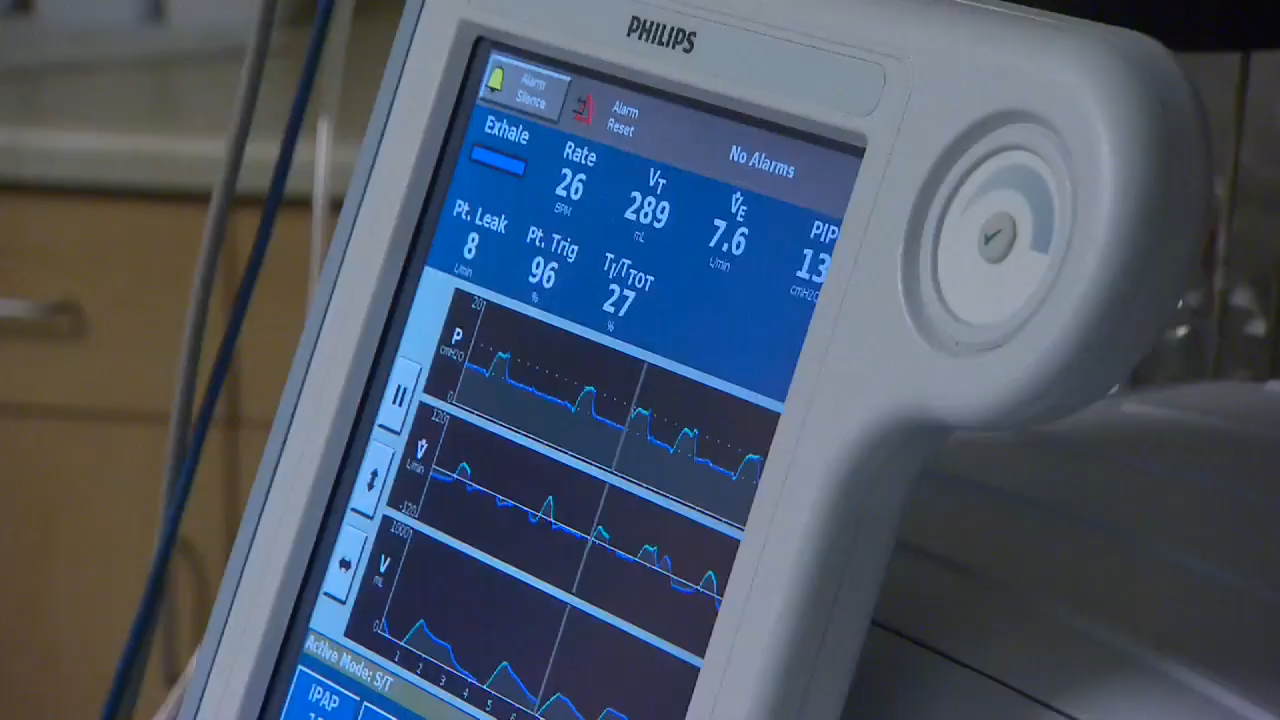 PHILIPS
Alarm
Silence
Alarm
Reset
No Alarms
Exhale
Rate
26
BPM
VT
289
mL
V̇E
7.6
L/min
PIP
13
cmH2O
Pt. Leak
8
L/min
Pt. Trig
96
%
TI/TTOT
27
%
20
P
cmH2O
0
120
V̇
L/min
-120
1000
V
mL
0
1 2 3 4 5 6
Active Mode: S/T
IPAP